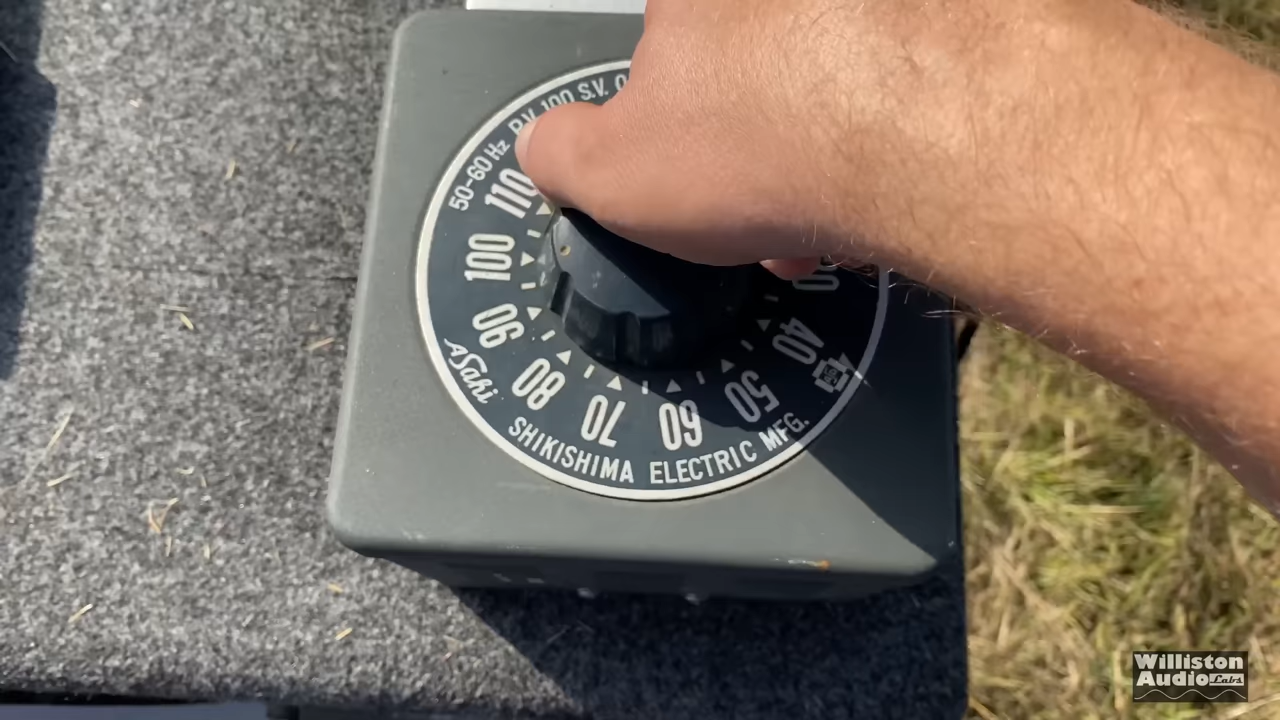 50-60 Hz P.V. 100 S.V.
110
100
90
80
70
60
50
40
Asahi
SHIKISHIMA ELECTRIC MFG.
Williston
Audio Labs